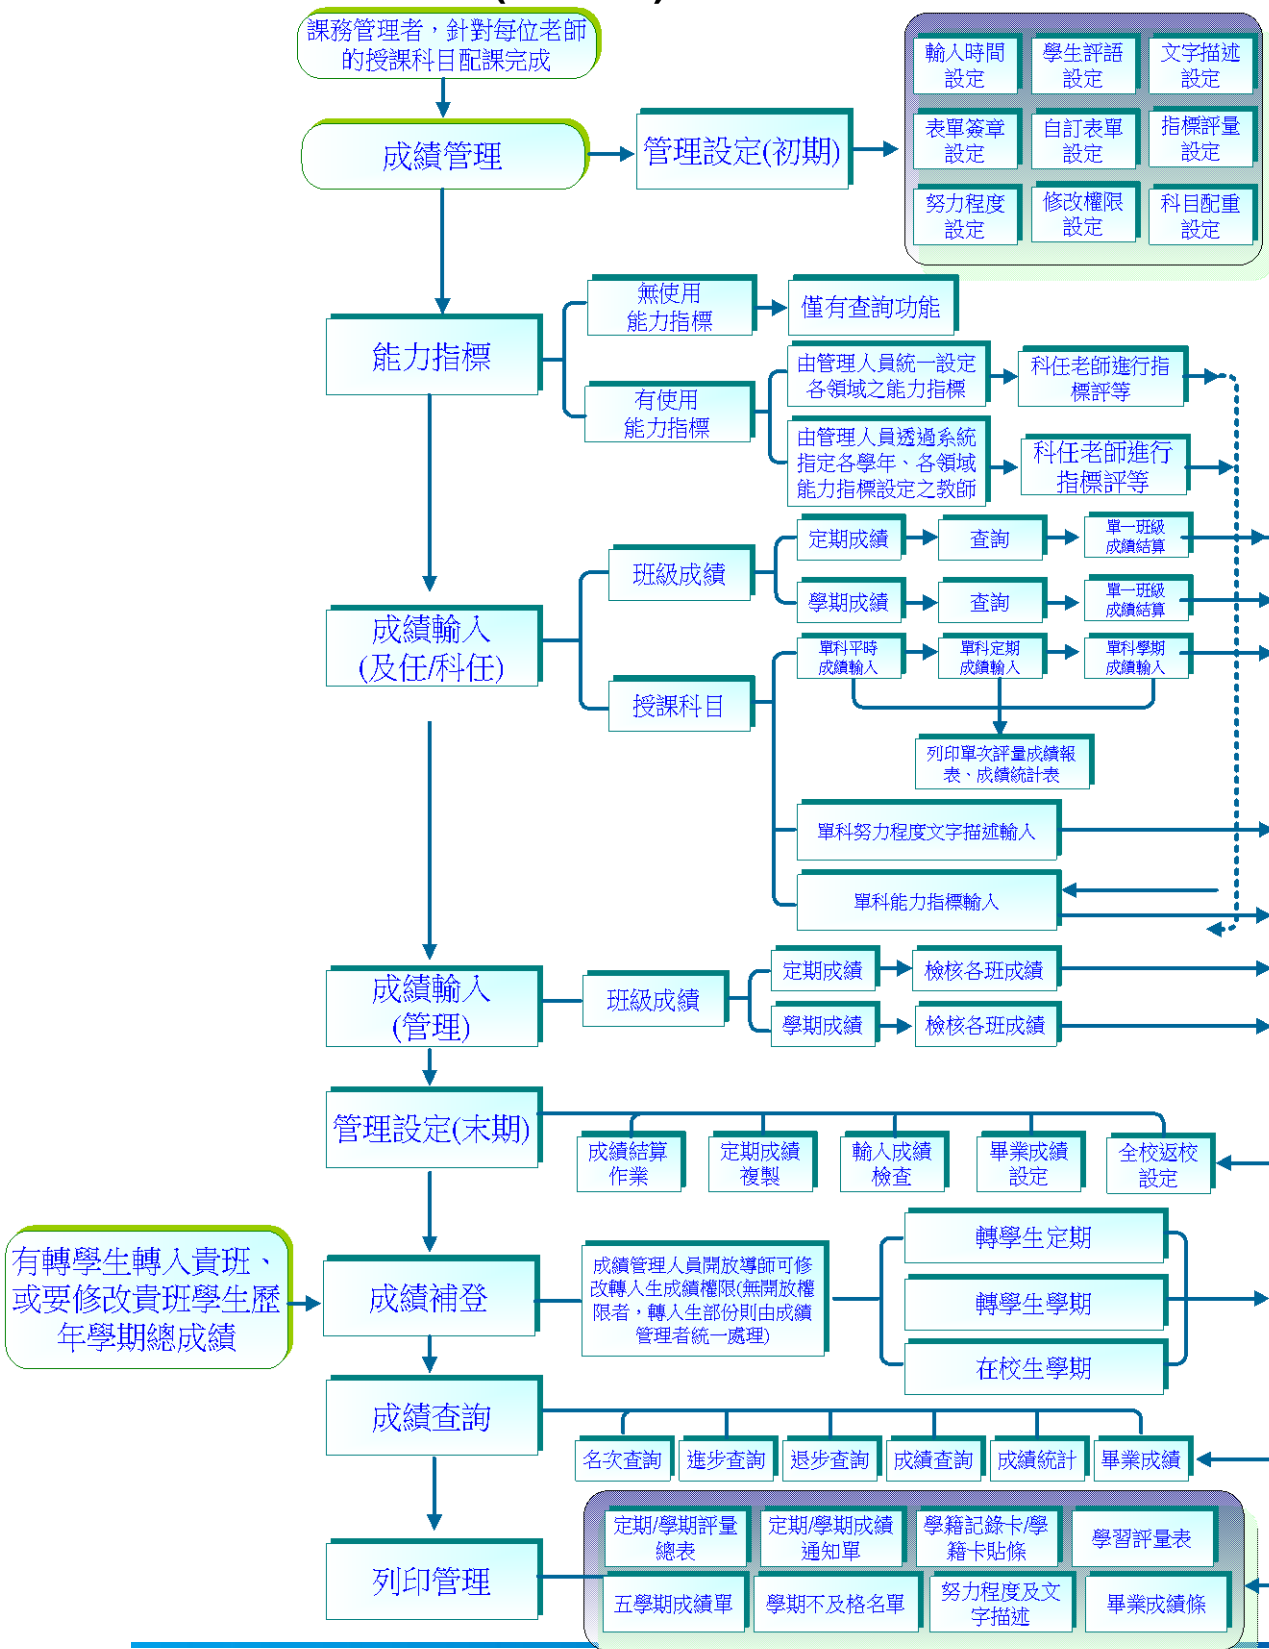 課務管理者，針對每位老師
的授課科目配課完成
成績管理
管理設定(初期)
輸入時間
設定
學生評語
設定
文字描述
設定
表單簽章
設定
自訂表單
設定
指標評量
設定
努力程度
設定
修改權限
設定
科目配重
設定
能力指標
無使用
能力指標
僅有查詢功能
有使用
能力指標
由管理人員統一設定
各領域之能力指標
科任老師進行指
標評等
由管理人員透過系統
指定各學年、各領域
能力指標設定之教師
科任老師進行
指標評等
成績輸入
(及任/科任)
班級成績
定期成績
查詢
單一班級
成績結算
學期成績
查詢
單一班級
成績結算
授課科目
單科平時
成績輸入
單科定期
成績輸入
單科學期
成績輸入
列印單次評量成績報
表、成績統計表
單科努力程度文字描述輸入
單科能力指標輸入
成績輸入
(管理)
班級成績
定期成績
檢核各班成績
學期成績
檢核各班成績
管理設定(末期)
成績結算
作業
定期成績
複製
輸入成績
檢查
畢業成績
設定
全校返校
設定
有轉學生轉入貴班、
或要修改貴班學生歷
年學期總成績
成績補登
成績管理人員開放導師可修
改轉入生成績權限(無開放權
限者，轉入生部份則由成績
管理者統一處理)
轉學生定期
轉學生學期
在校生學期
成績查詢
名次查詢
進步查詢
退步查詢
成績查詢
成績統計
畢業成績
列印管理
定期/學期評量
總表
定期/學期成績
通知單
學籍記錄卡/學
籍卡貼條
學習評量表
五學期成績單
學期不及格名單
努力程度及文
字描述
畢業成績條